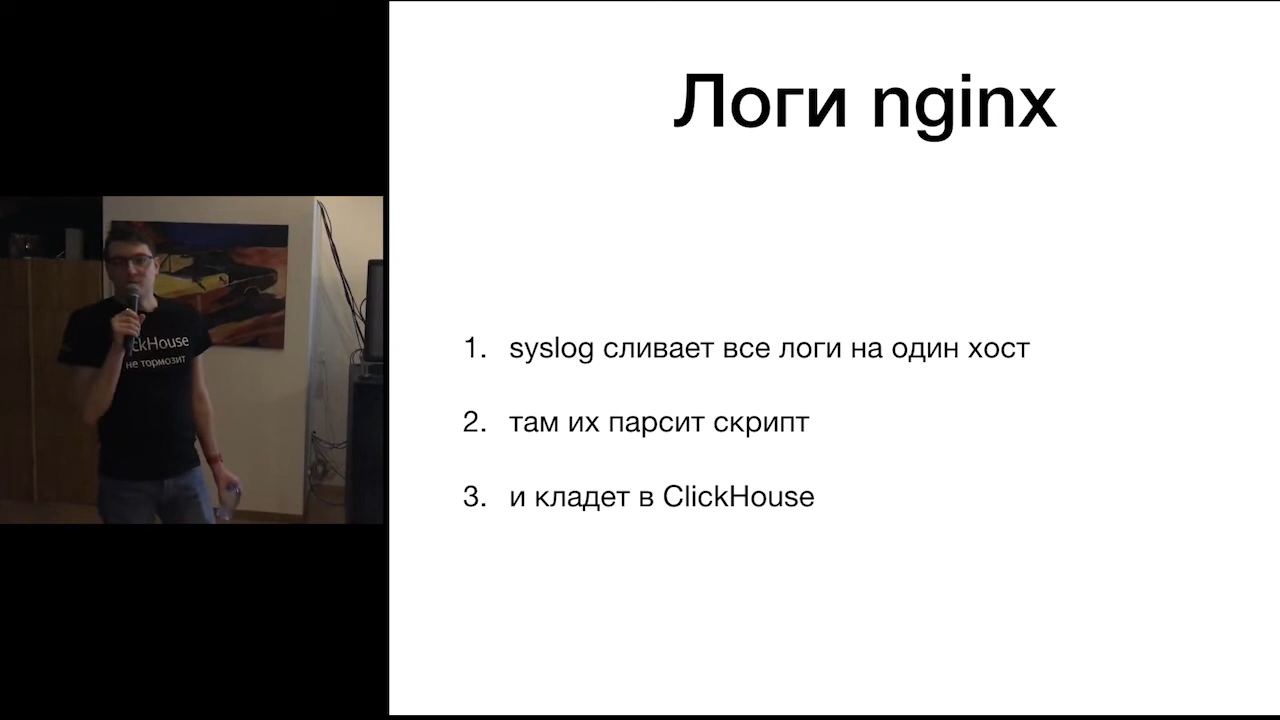 Логи nginx
ckHouse
не тормозит
1. syslog сливает все логи на один хост
2. там их парсит скрипт
3. и кладет в ClickHouse